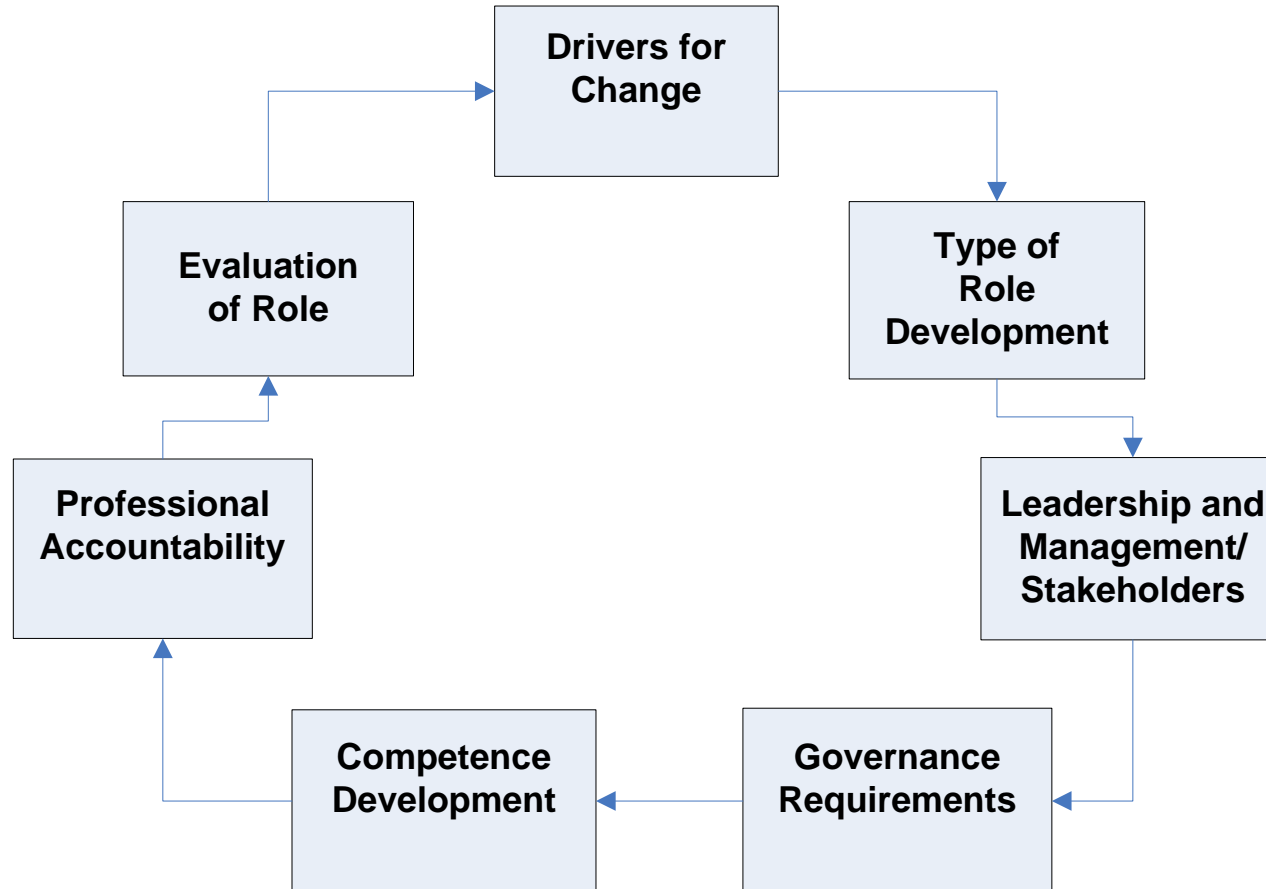 Drivers for
Change
Type of
Role
Development
Leadership and
Management/
Stakeholders
Governance
Requirements
Competence
Development
Professional
Accountability
Evaluation
of Role